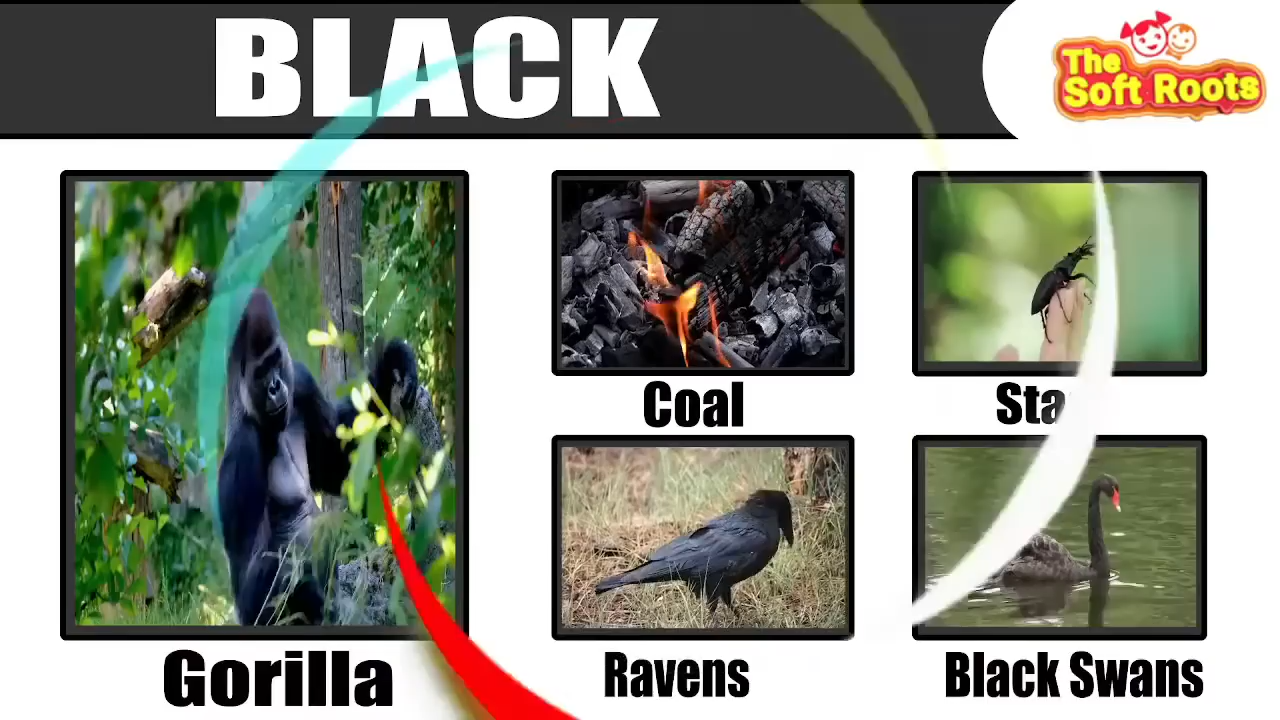 BLACK
The
Soft Roots
Coal
Gorilla
Ravens
Black Swans